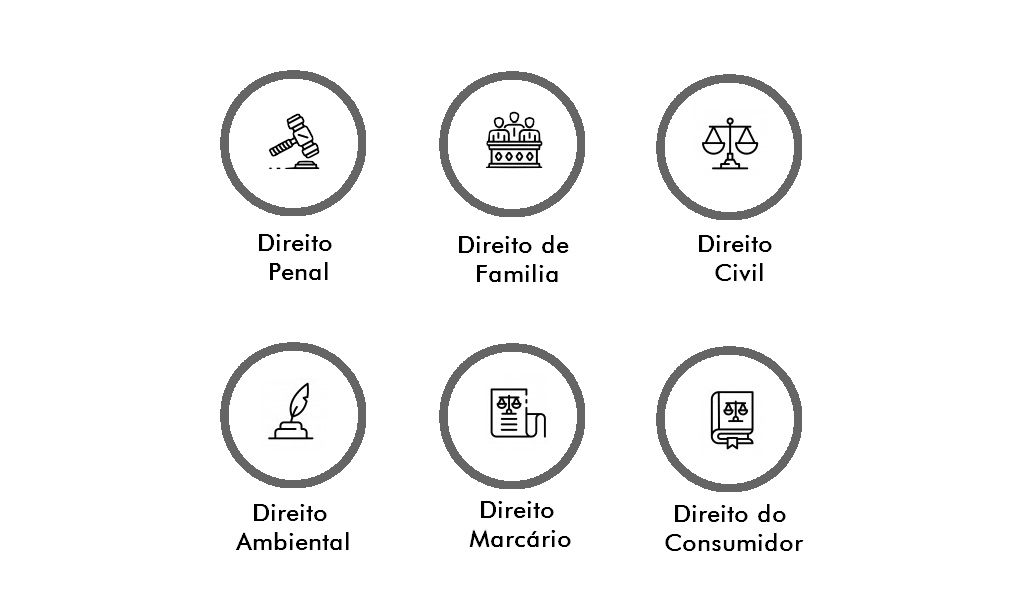 Direito
Penal
Direito de
Familia
Direito
Civil
Direito
Ambiental
Direito
Marcário
Direito do
Consumidor